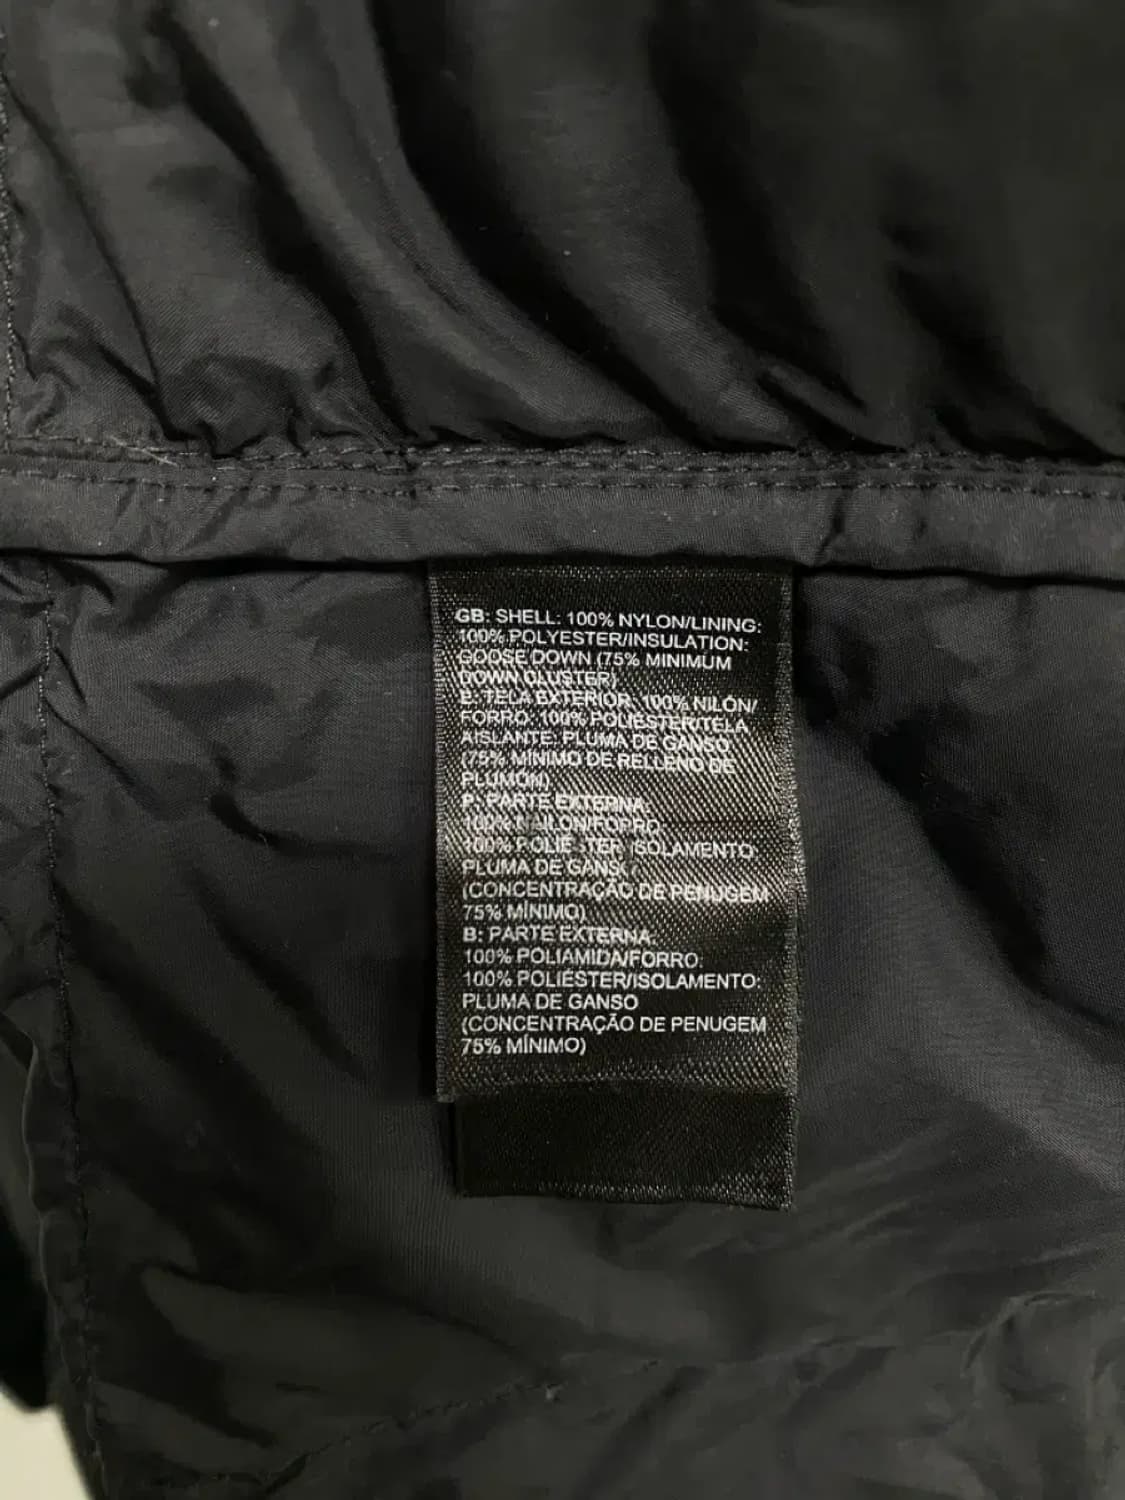 GB: SHELL: 100% NYLON/LINING:
100% POLYESTER/INSULATION:
GOOSE DOWN (75% MINIMUM
DOWN CLUSTER)
E: TELA EXTERIOR: 100% NILÓN/
FORRO: 100% POLIÉSTER/TELA
AISLANTE: PLUMA DE GANSO
(75% MÍNIMO DE RELLENO DE
PLUMÓN)
P: PARTE EXTERNA:
100% NAILON/FORRO:
100% POLIÉSTER/ISOLAMENTO:
PLUMA DE GANSO
(CONCENTRAÇÃO DE PENUGEM
75% MÍNIMO)
B: PARTE EXTERNA:
100% POLIAMIDA/FORRO:
100% POLIÉSTER/ISOLAMENTO:
PLUMA DE GANSO
(CONCENTRAÇÃO DE PENUGEM
75% MÍNIMO)